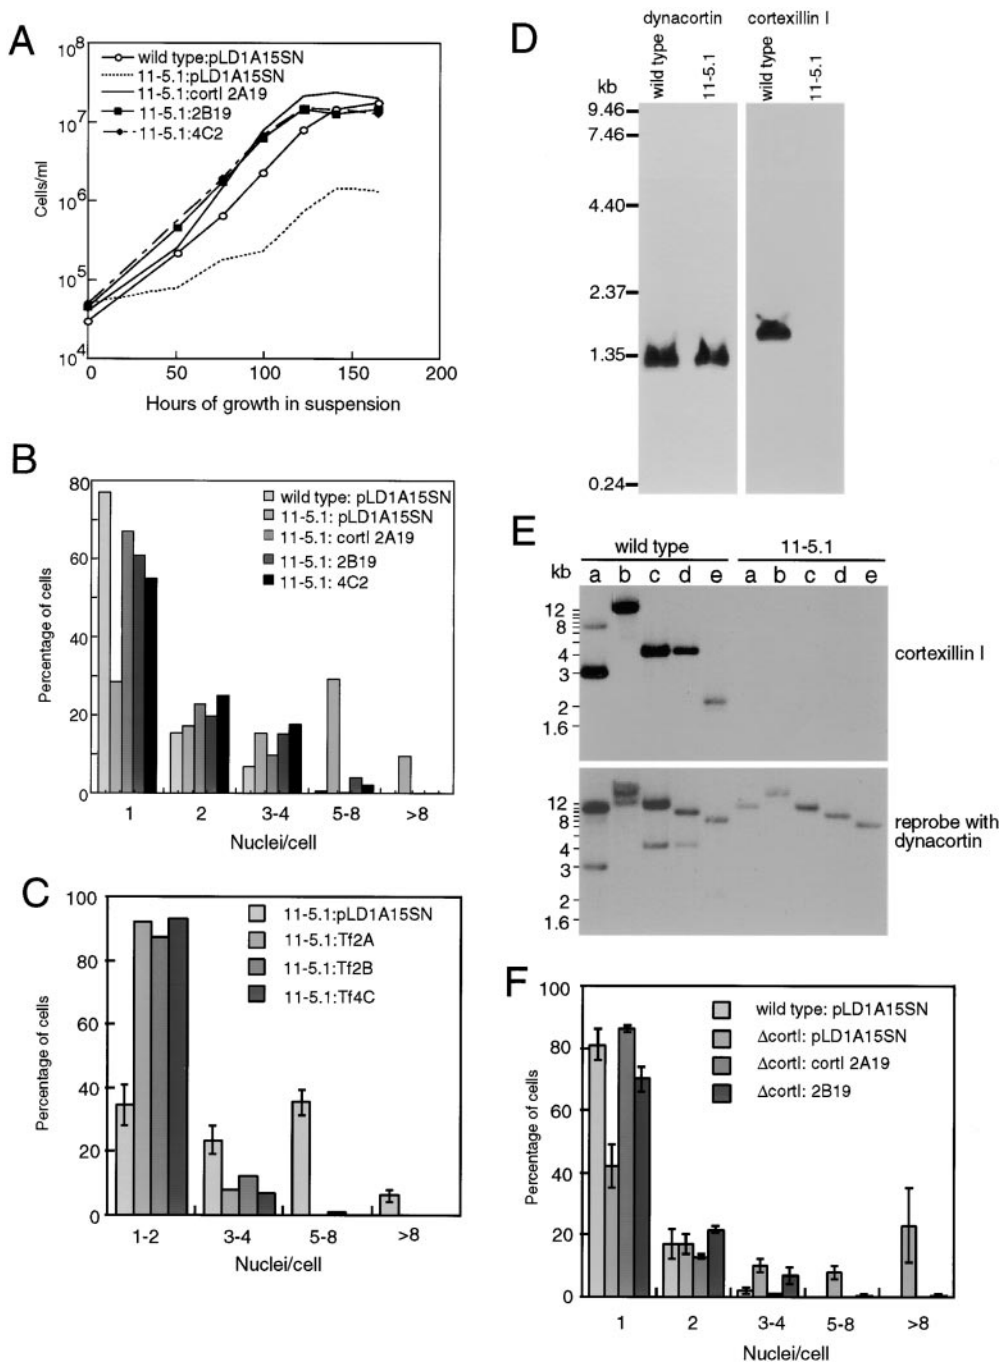 A
Cells/ml
10^8
10^7
10^6
10^5
10^4
wild type:pLD1A15SN
11-5.1:pLD1A15SN
11-5.1:cortI 2A19
11-5.1:2B19
11-5.1:4C2
0 50 100 150 200
Hours of growth in suspension
B
Percentage of cells
80
60
40
20
0
wild type: pLD1A15SN
11-5.1: pLD1A15SN
11-5.1: cortI 2A19
11-5.1: 2B19
11-5.1: 4C2
1 2 3-4 5-8 >8
Nuclei/cell
C
Percentage of cells
100
80
60
40
20
0
11-5.1:pLD1A15SN
11-5.1:Tf2A
11-5.1:Tf2B
11-5.1:Tf4C
1-2 3-4 5-8 >8
Nuclei/cell
D
dynacortin cortexillin I
wild type 11-5.1 wild type 11-5.1
kb
9.46
7.46
4.40
2.37
1.35
0.24
E
wild type 11-5.1
kb a b c d e a b c d e
12
8
4
3
2
1.6
cortexillin I
12
8
4
3
2
1.6
reprobe with
dynacortin
F
Percentage of cells
100
80
60
40
20
0
wild type: pLD1A15SN
ΔcortI: pLD1A15SN
ΔcortI: cortI 2A19
ΔcortI: 2B19
1 2 3-4 5-8 >8
Nuclei/cell